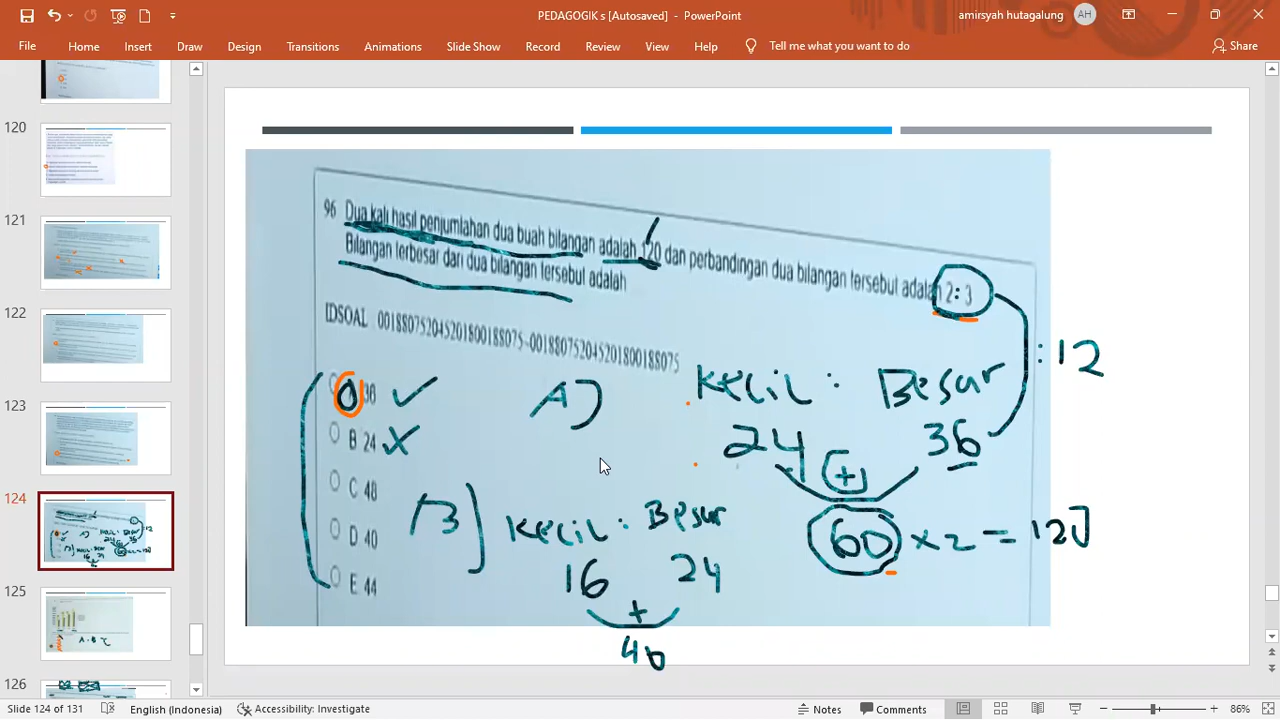 PEDAGOGIK s [Autosaved] - PowerPoint
amirsyah hutagalung AH
File Home Insert Draw Design Transitions Animations Slide Show Record Review View Help Tell me what you want to do Share
120
121
122
123
124
125
126
96 Dua kali hasil penjumlahan dua buah bilangan adalah 120 dan perbandingan dua bilangan tersebut adalah 2:3
Bilangan terbesar dari dua bilangan tersebut adalah
IDSOAL 001880752045201800188075~001880752045201800188075
: 12
36
A) Kecil : Besar
B 24
24 36
(+)
C 48
B) Kecil : Besar
60 x 2 = 120
D 40
16 24
E 44
+
40
Slide 124 of 131 English (Indonesia) Accessibility: Investigate Notes Comments 86%